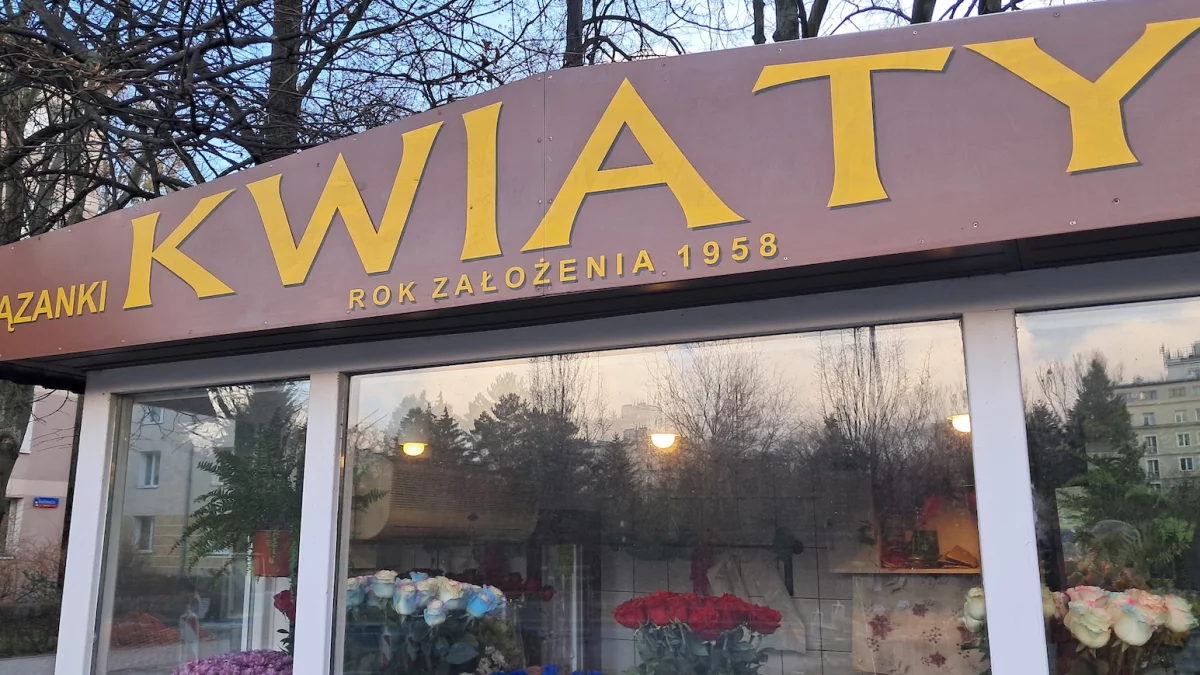 ĄZANKI KWIATY
ROK ZAŁOŻENIA 1958